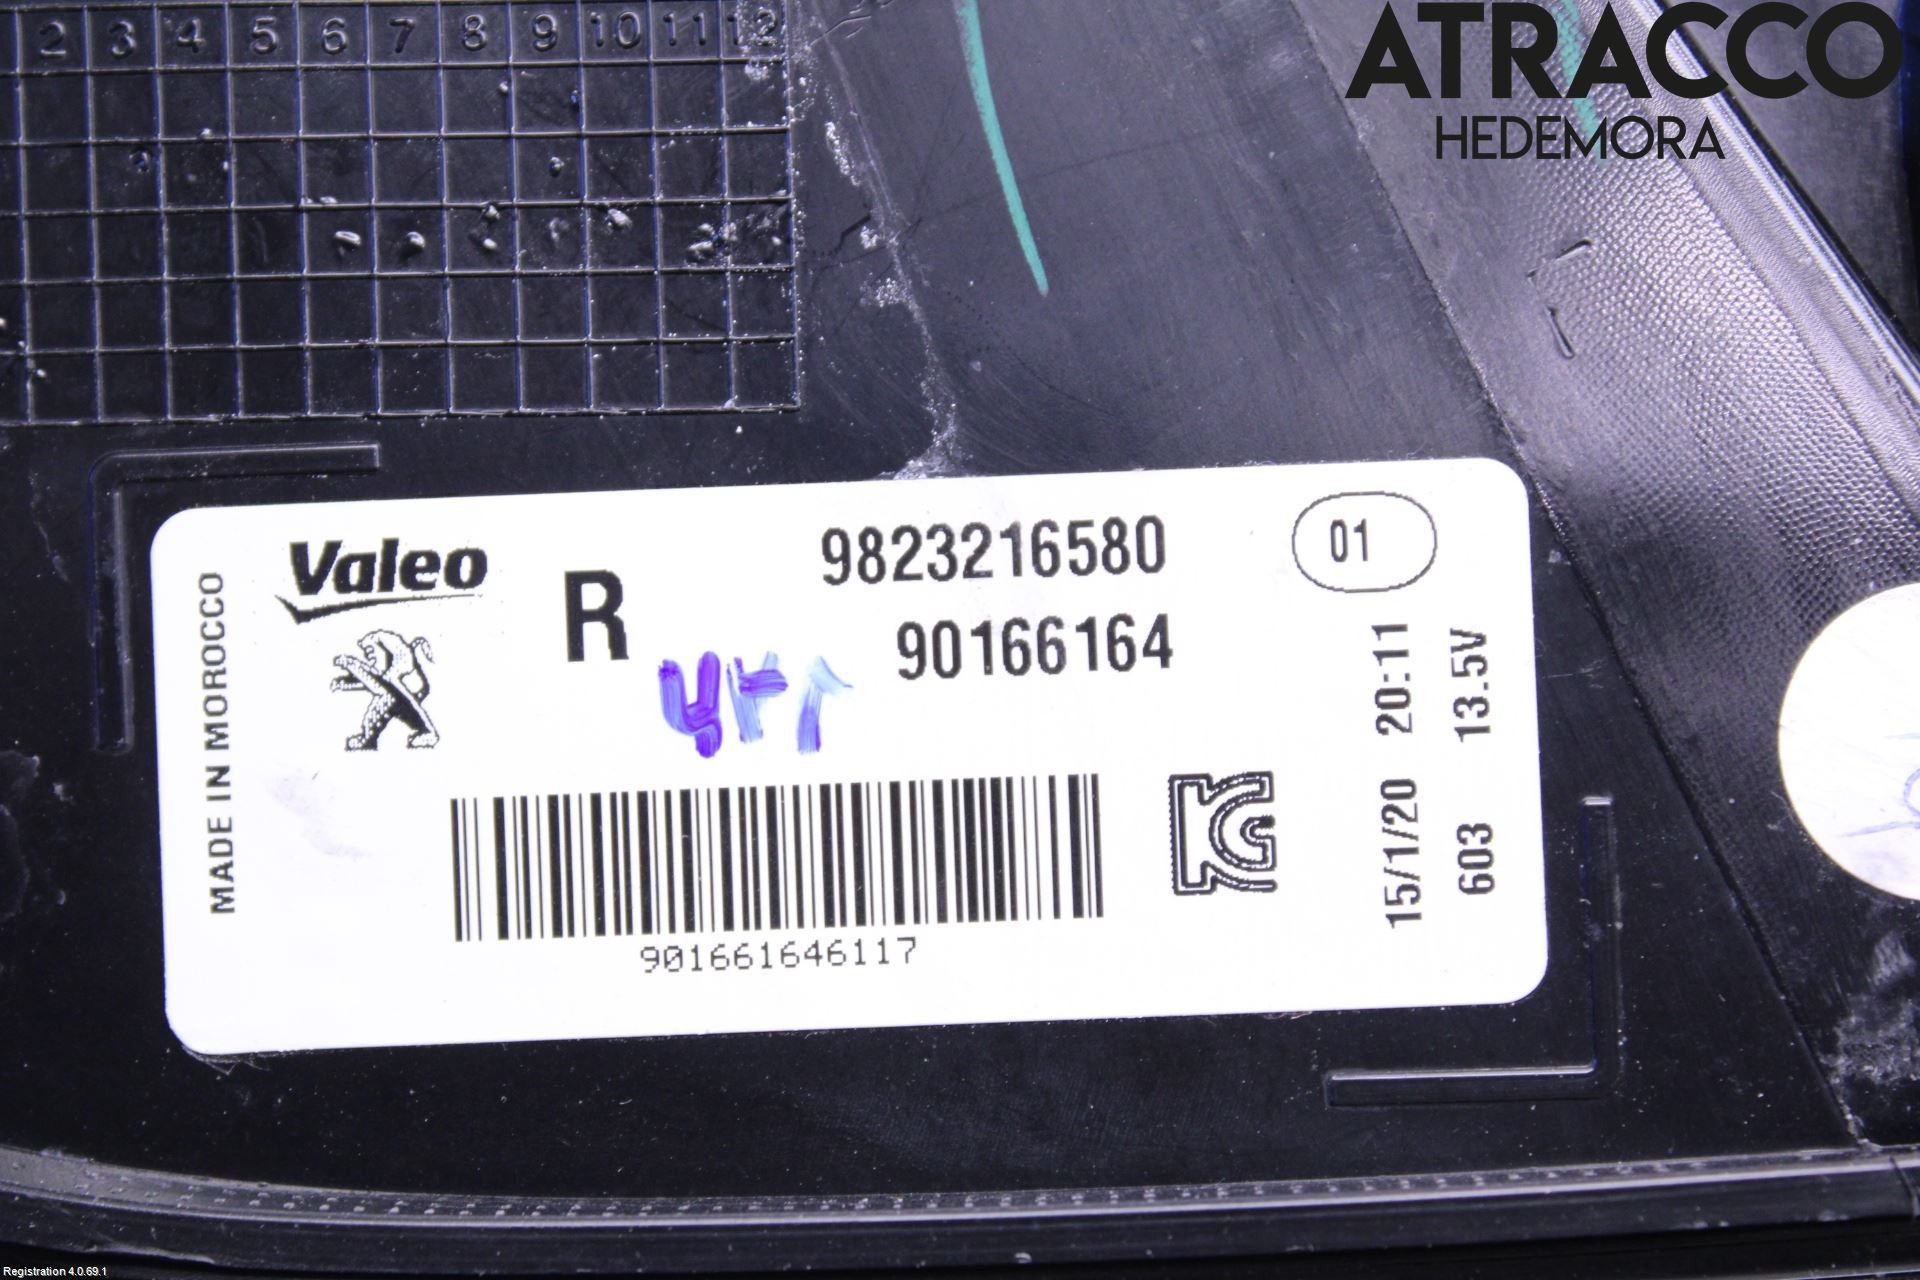 2 3 4 5 6 7 8 9 10 11 12
ATRACCO
HEDEMORA
Valeo
R
9823216580
01
90166164
MADE IN MOROCCO
15/1/20 20:11
603 13.5V
901661646117
Registration 4.0.69.1